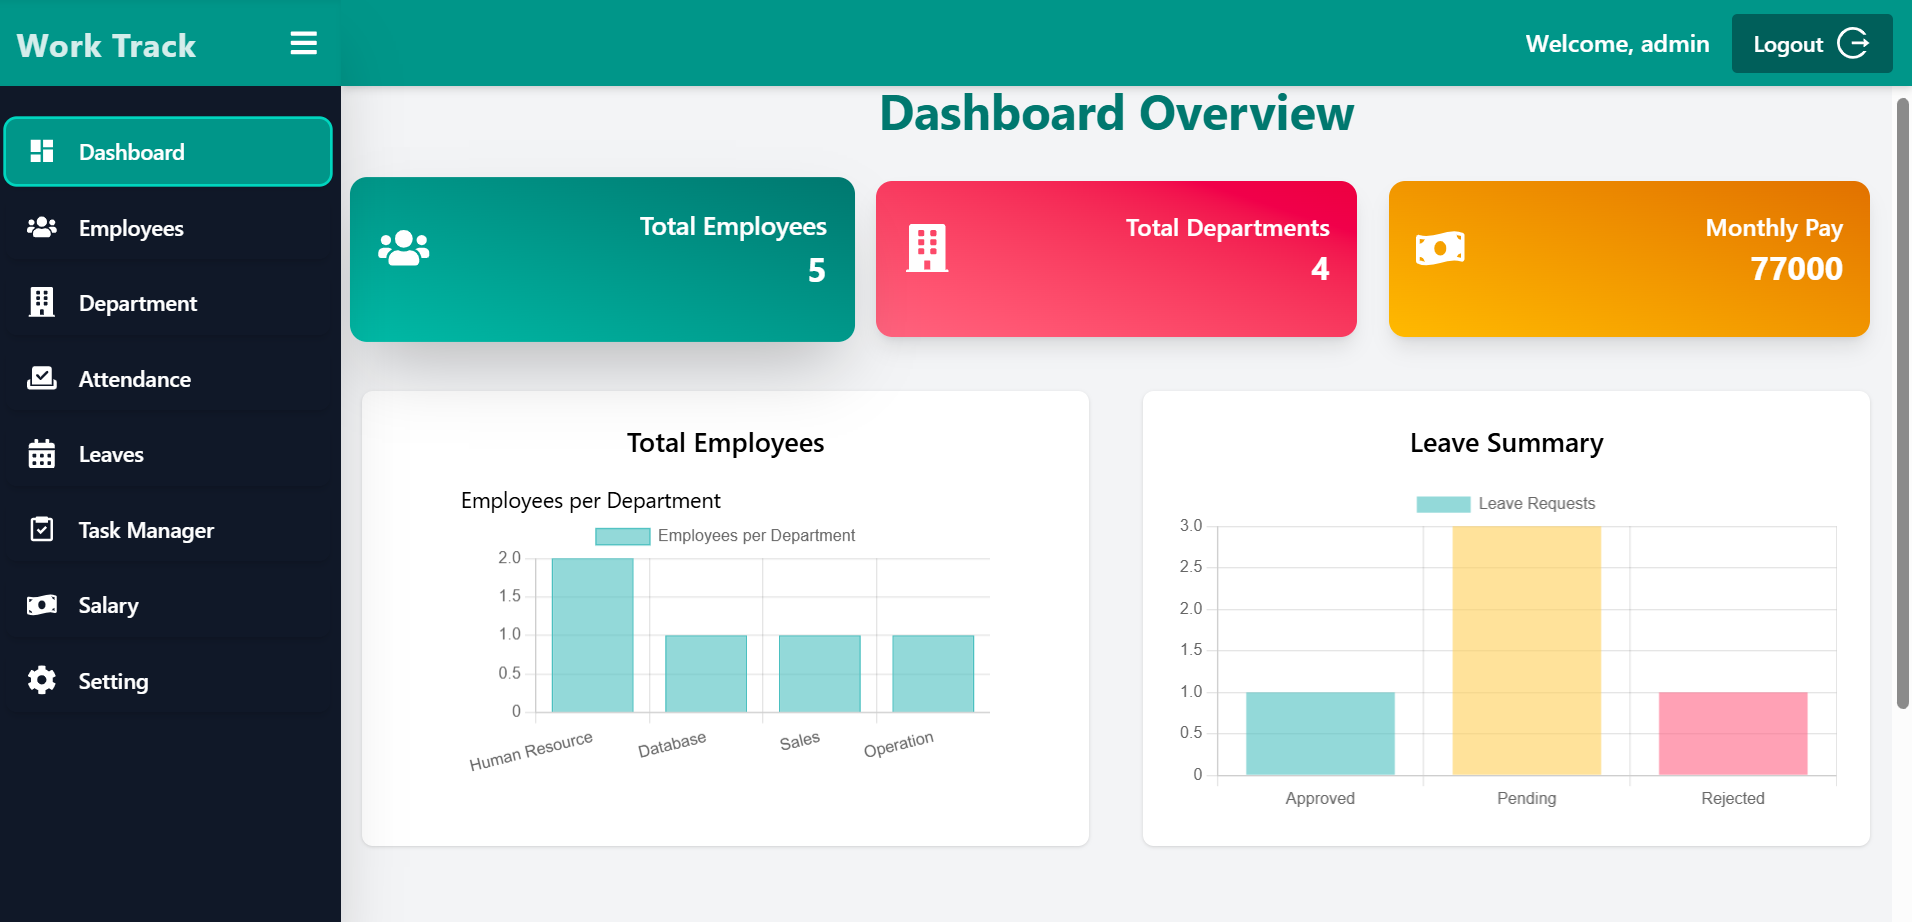 Work Track
Welcome, admin
Logout
Dashboard
Employees
Department
Attendance
Leaves
Task Manager
Salary
Setting
Dashboard Overview
Total Employees
5
Total Departments
4
Monthly Pay
77000
Total Employees
Employees per Department
Employees per Department
2.0
1.5
1.0
0.5
0
Human Resource
Database
Sales
Operation
Leave Summary
Leave Requests
3.0
2.5
2.0
1.5
1.0
0.5
0
Approved
Pending
Rejected